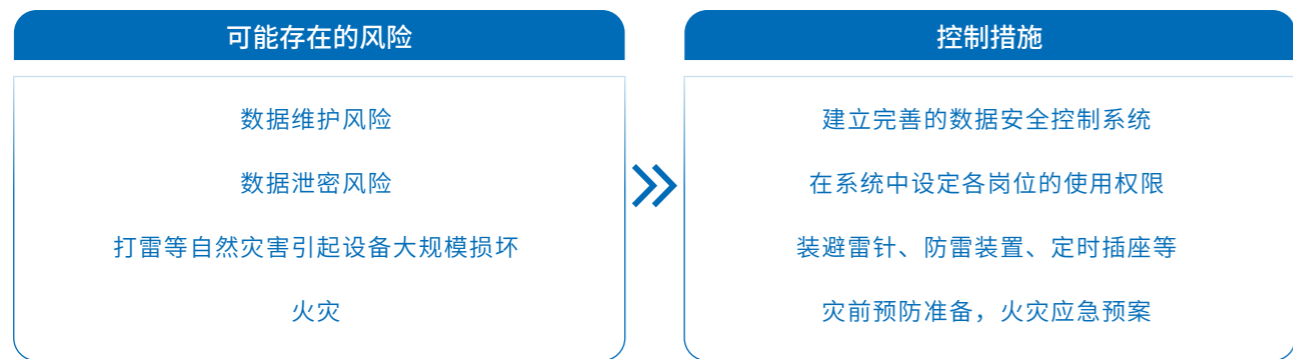 可能存在的风险
数据维护风险
数据泄密风险
打雷等自然灾害引起设备大规模损坏
火灾
控制措施
建立完善的数据安全控制系统
在系统中设定各岗位的使用权限
装避雷针、防雷装置、定时插座等
灾前预防准备，火灾应急预案